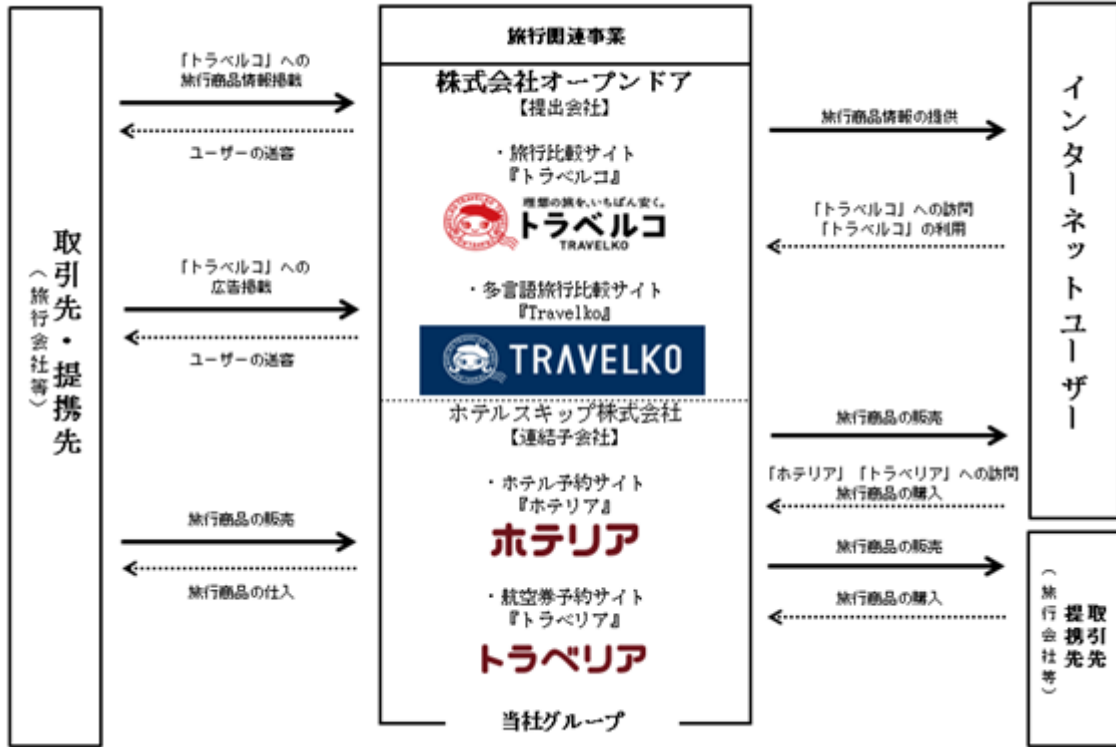 取引先・提携先
（旅行会社等）
「トラベルコ」への
旅行商品情報掲載
ユーザーの送客
「トラベルコ」への
広告掲載
ユーザーの送客
旅行商品の販売
旅行商品の仕入
旅行関連事業
株式会社オープンドア
【提出会社】
・旅行比較サイト
『トラベルコ』
理想の旅を、いちばん安く。
トラベルコ
TRAVELKO
・多言語旅行比較サイト
『Travelko』
TRAVELKO
ホテルスキップ株式会社
【連結子会社】
・ホテル予約サイト
『ホテリア』
ホテリア
・航空券予約サイト
『トラベリア』
トラベリア
当社グループ
旅行商品情報の提供
「トラベルコ」への訪問
「トラベルコ」の利用
旅行商品の販売
「ホテリア」「トラベリア」への訪問
旅行商品の購入
旅行商品の販売
旅行商品の購入
インターネットユーザー
取引先
提携先
（旅行会社等）